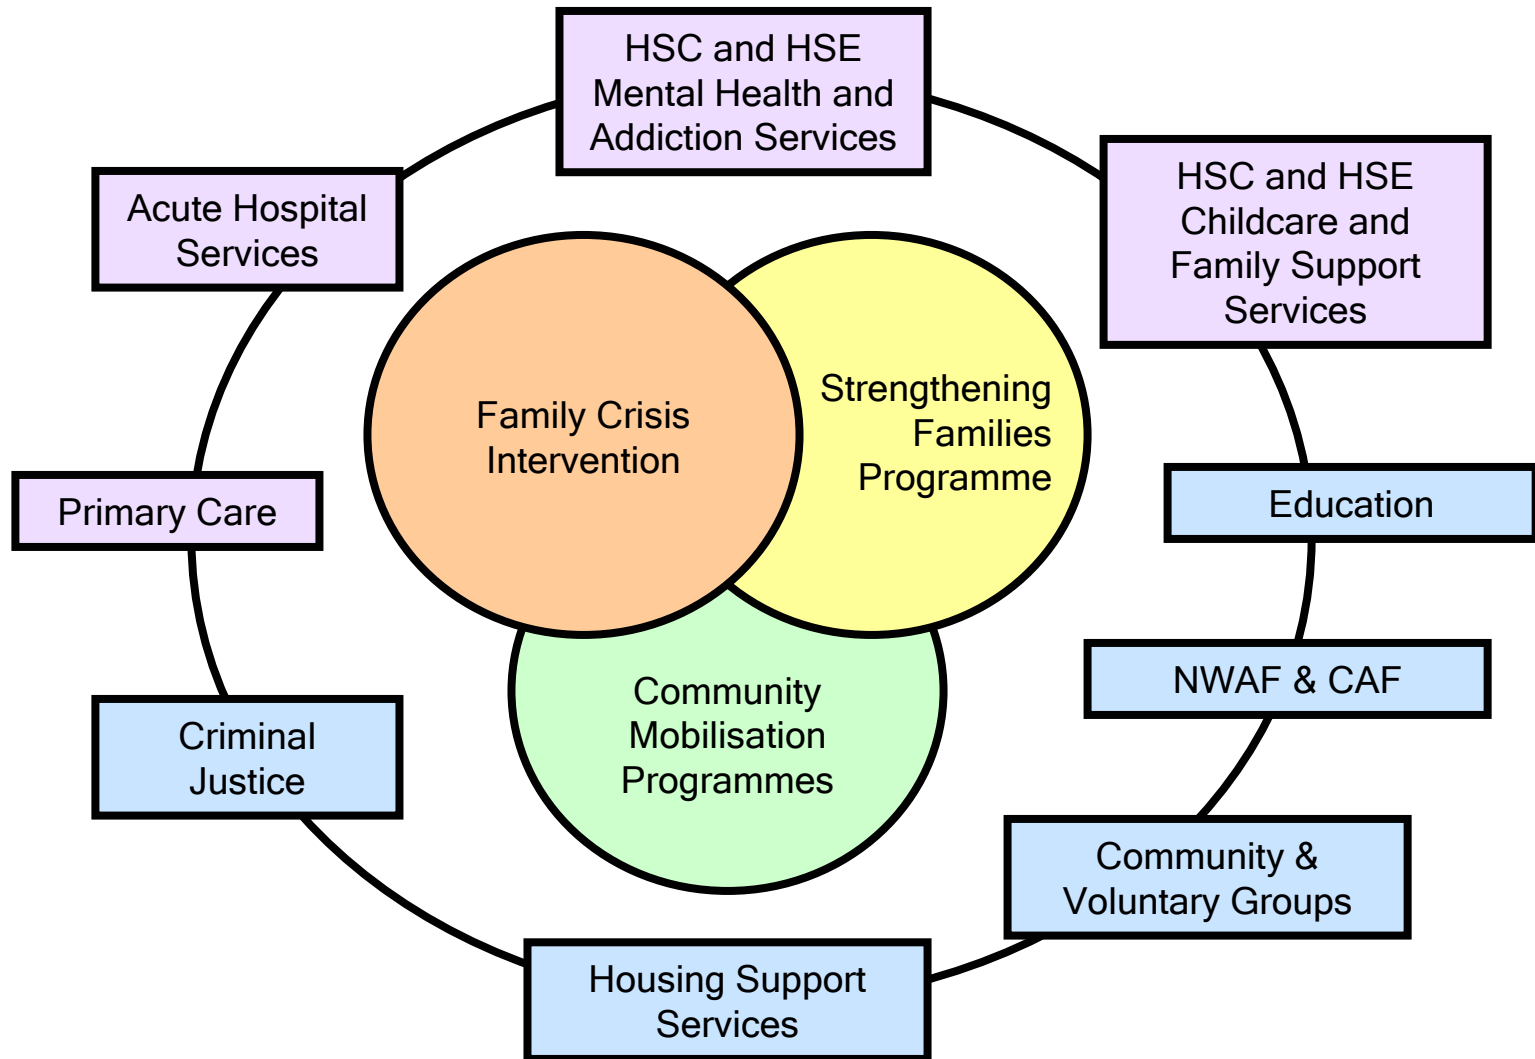 HSC and HSE
Mental Health and
Addiction Services
HSC and HSE
Childcare and
Family Support
Services
Acute Hospital
Services
Strengthening
Families
Programme
Family Crisis
Intervention
Education
Primary Care
NWAF & CAF
Community
Mobilisation
Programmes
Criminal
Justice
Community &
Voluntary Groups
Housing Support
Services